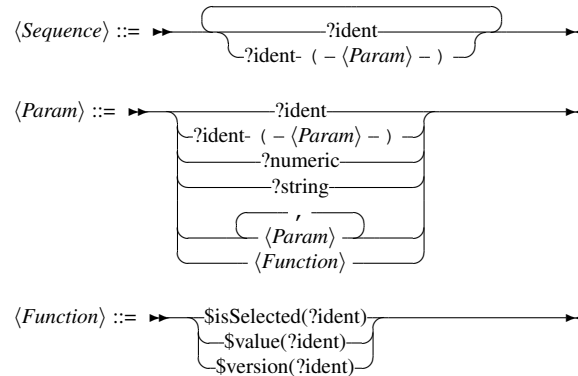 ⟨Sequence⟩ ::= ?ident
?ident ( ⟨Param⟩ )
⟨Param⟩ ::= ?ident
?ident ( ⟨Param⟩ )
?numeric
?string
,
⟨Param⟩
⟨Function⟩
⟨Function⟩ ::= $isSelected(?ident)
$value(?ident)
$version(?ident)